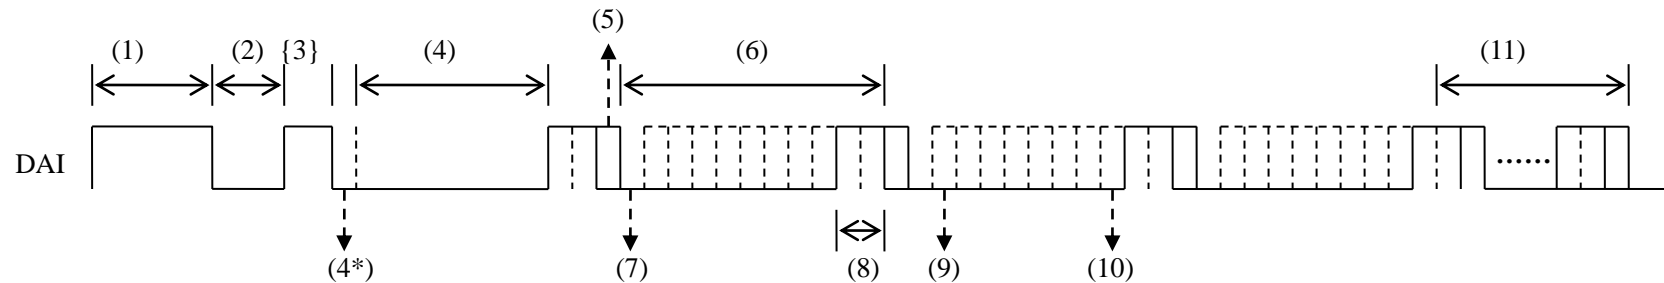 (5)
(1) (2) {3} (4) (6) (11)
DAI ......
(4*) (7) (8) (9) (10)